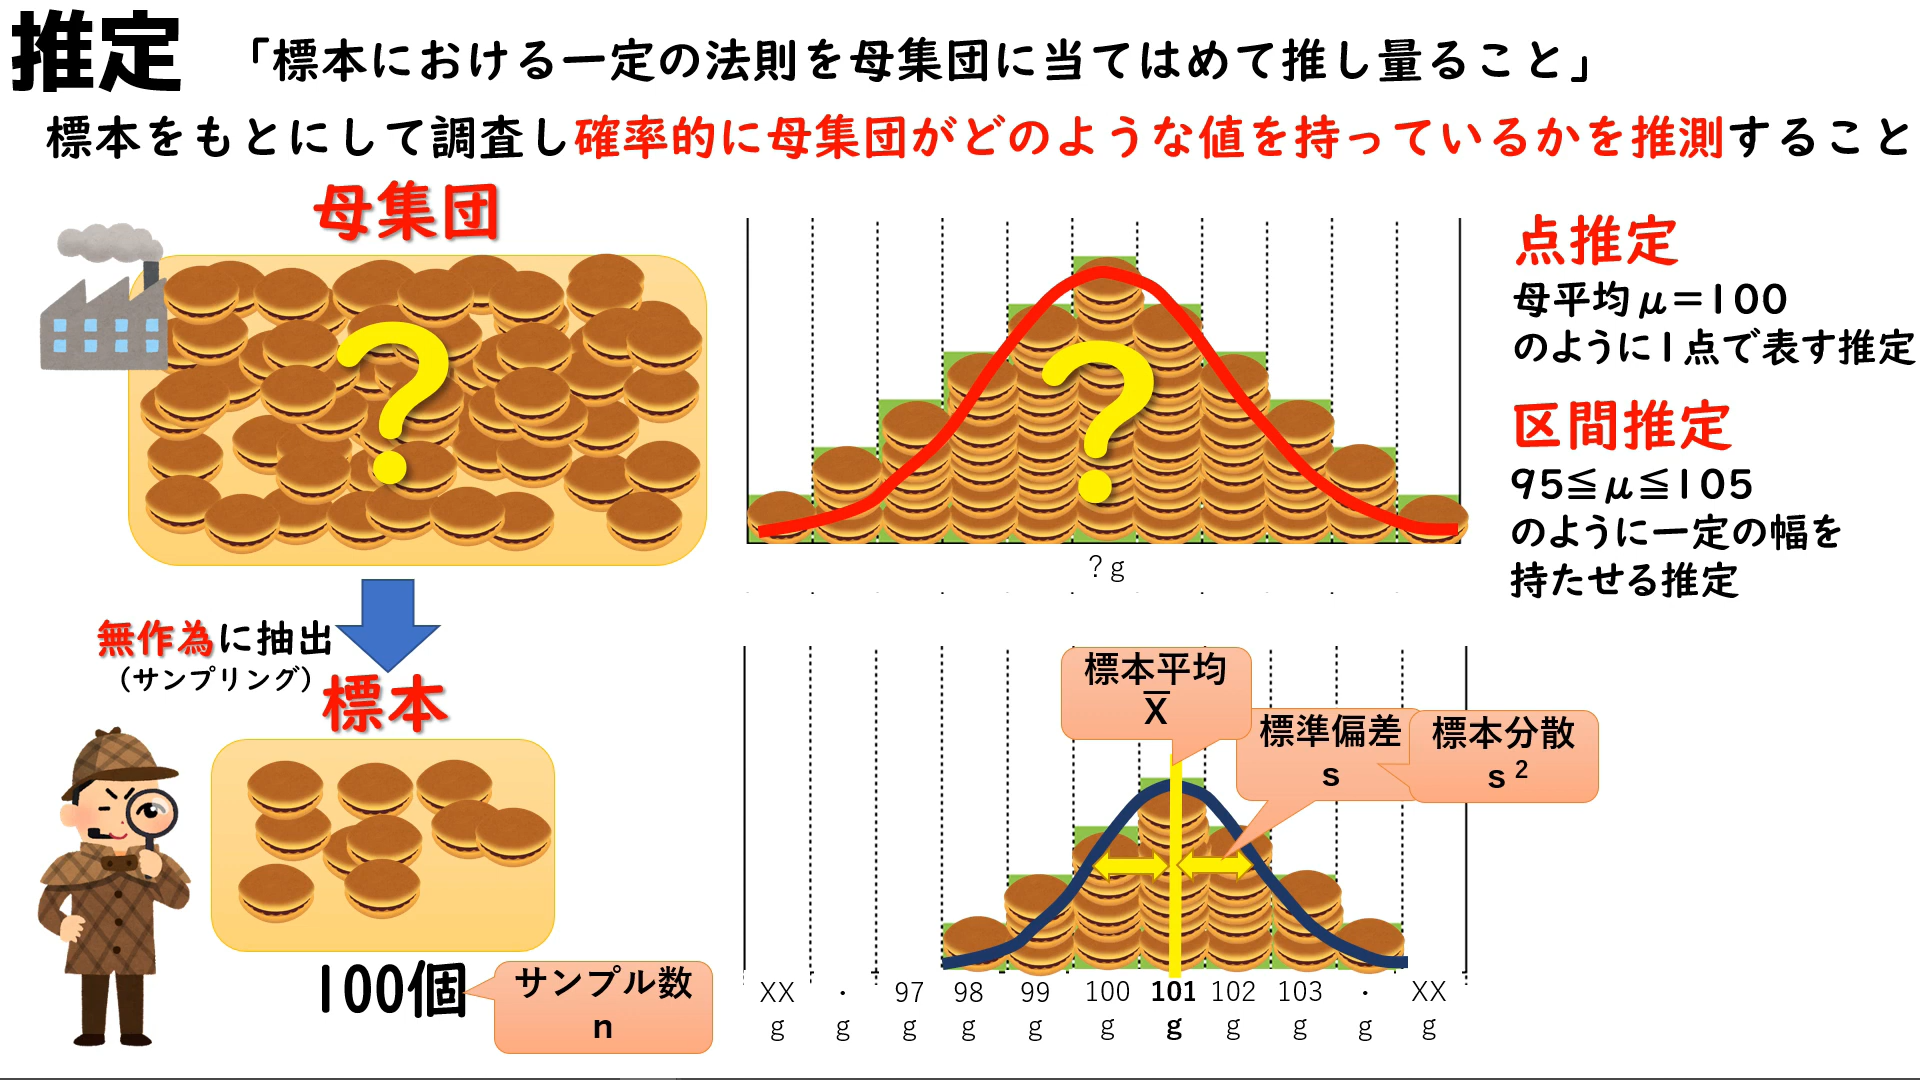 推定
「標本における一定の法則を母集団に当てはめて推し量ること」
標本をもとにして調査し確率的に母集団がどのような値を持っているかを推測すること
母集団
?
?
?g
点推定
母平均μ=100
のように1点で表す推定
区間推定
95≦μ≦105
のように一定の幅を
持たせる推定
無作為に抽出
(サンプリング)
標本
100個
サンプル数
n
標本平均
X̅
標準偏差
s
標本分散
s²
XX ・ 97 98 99 100 101 102 103 ・ XX
g g g g g g g g g g g